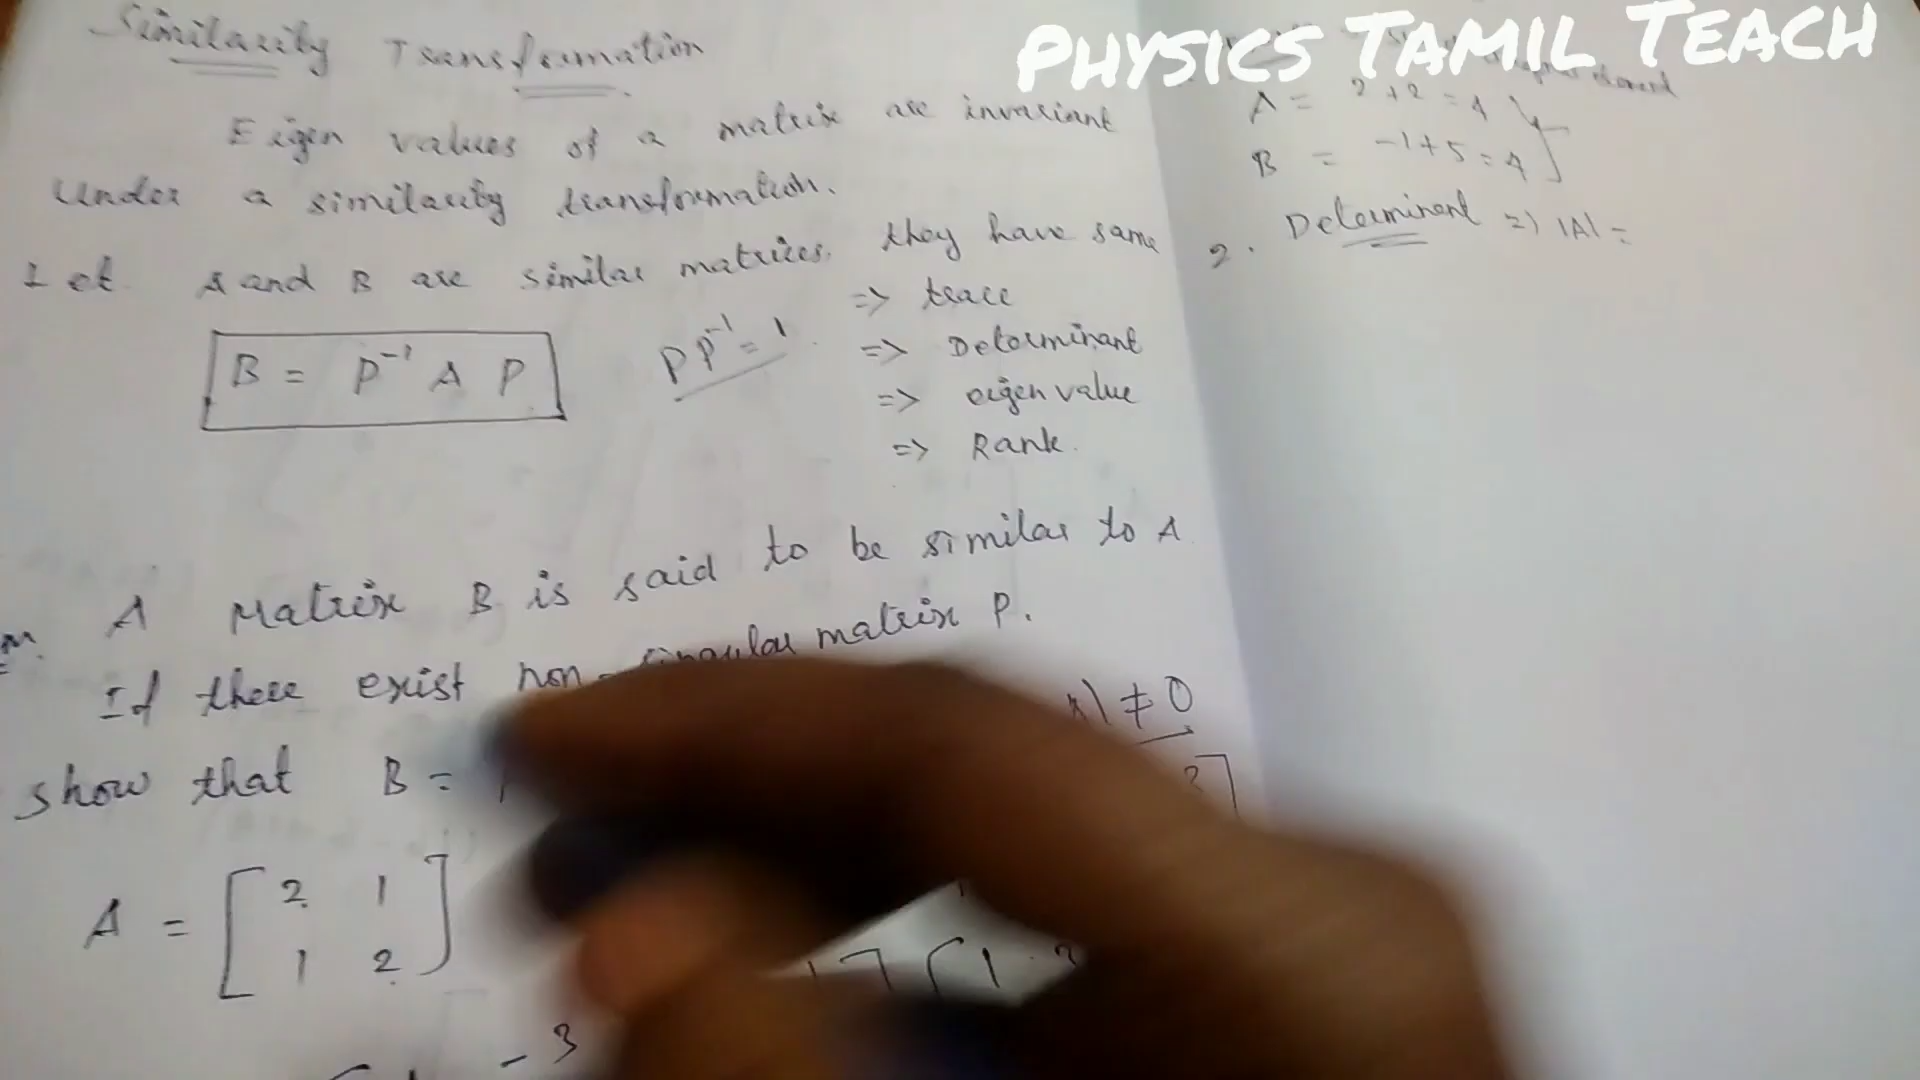 PHYSICS TAMIL TEACH
Similarity Transformation
Eigen values of a matrix are invariant
under a similarity transformation.
Let A and B are similar matrices. they have same
=> trace
B = P⁻¹ A P
PP⁻¹ = 1
=> Determinant
=> eigen value
=> Rank.
A Matrix B is said to be similar to A
If there exist non-singular matrix P.
≠ 0
show that B =
A = [ 2 1
1 2 ]
- 3
A = 2 + 2 = 4
B = -1 + 5 = 4
2. Determinent => |A| =